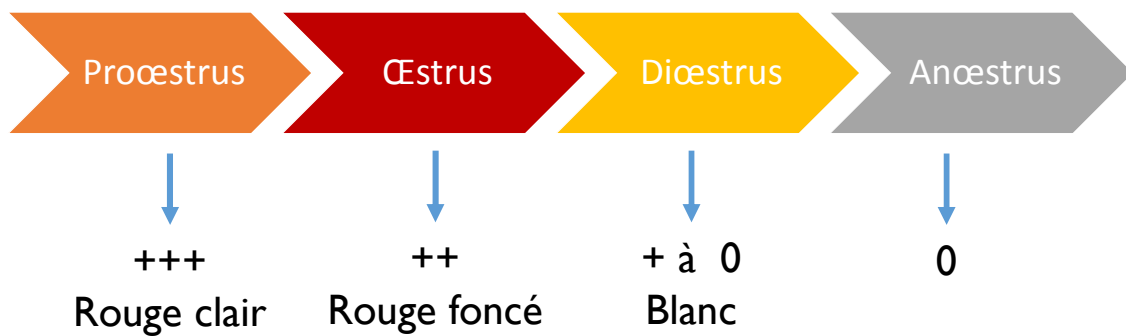 Proœstrus Œstrus Diœstrus Anœstrus
+++ ++ + à 0 0
Rouge clair Rouge foncé Blanc